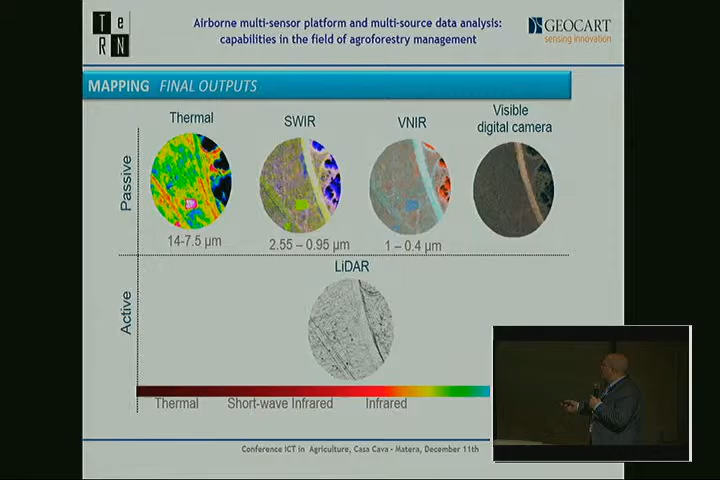 Te
RN
Airborne multi-sensor platform and multi-source data analysis:
capabilities in the field of agroforestry management
GEOCART
sensing innovation
MAPPING FINAL OUTPUTS
Thermal
SWIR
VNIR
Visible
digital camera
Passive
14-7.5 µm
2.55 – 0.95 µm
1 – 0.4 µm
LiDAR
Active
Thermal
Short-wave Infrared
Infrared
Conference ICT in Agriculture, Casa Cava - Matera, December 11th